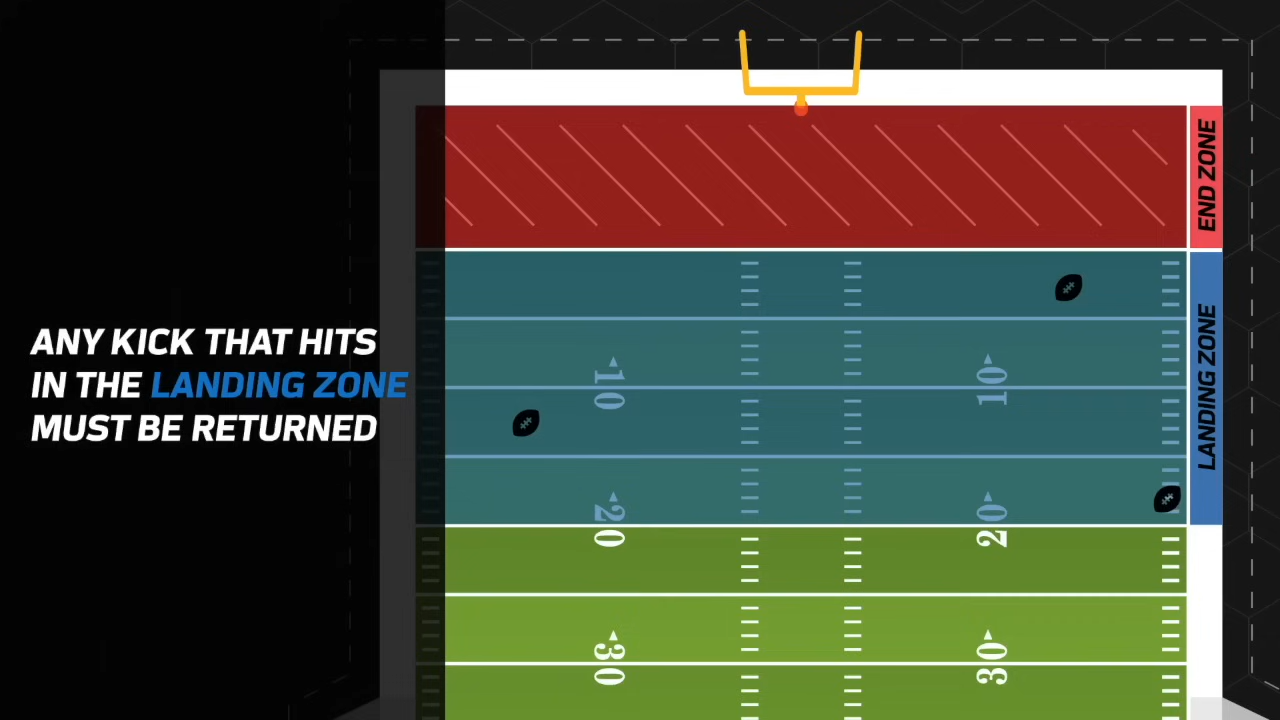 ANY KICK THAT HITS
IN THE LANDING ZONE
MUST BE RETURNED
END ZONE
LANDING ZONE
10
10
20
20
30
30